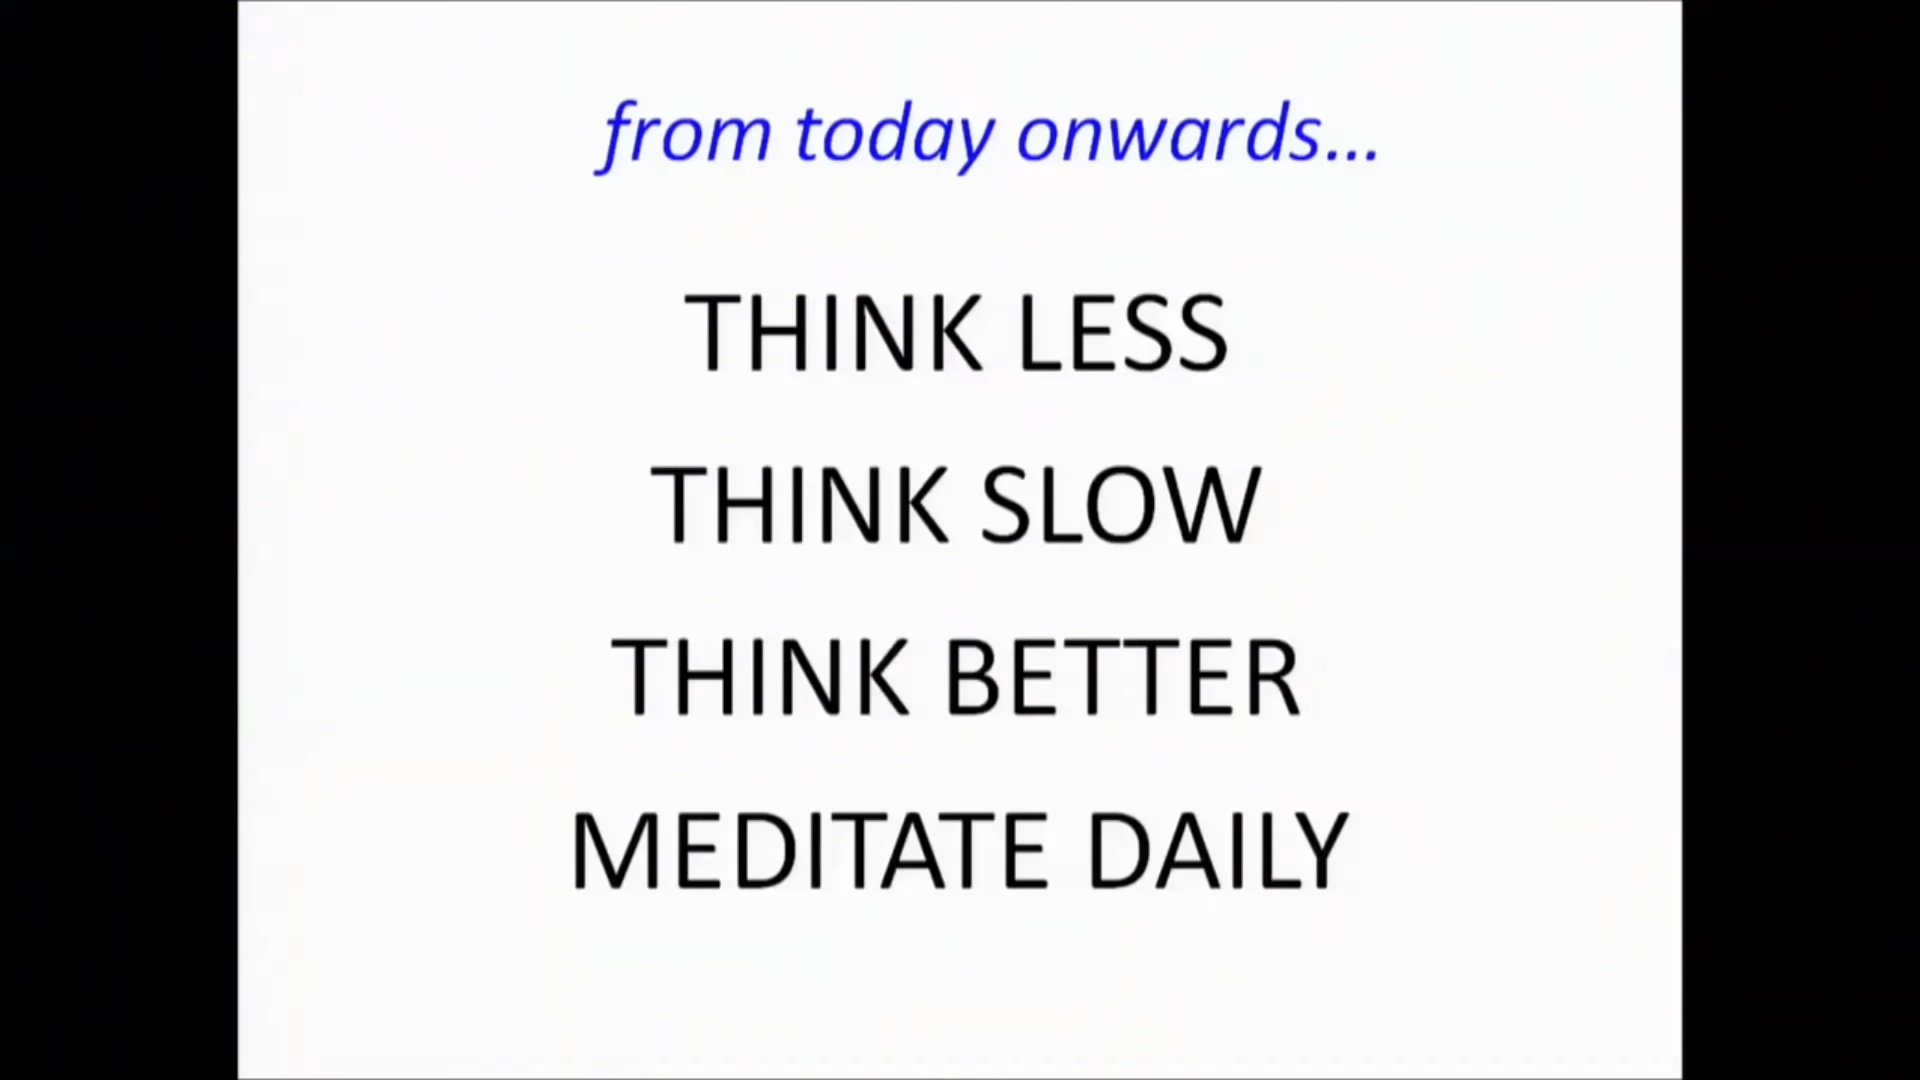 from today onwards...
THINK LESS
THINK SLOW
THINK BETTER
MEDITATE DAILY